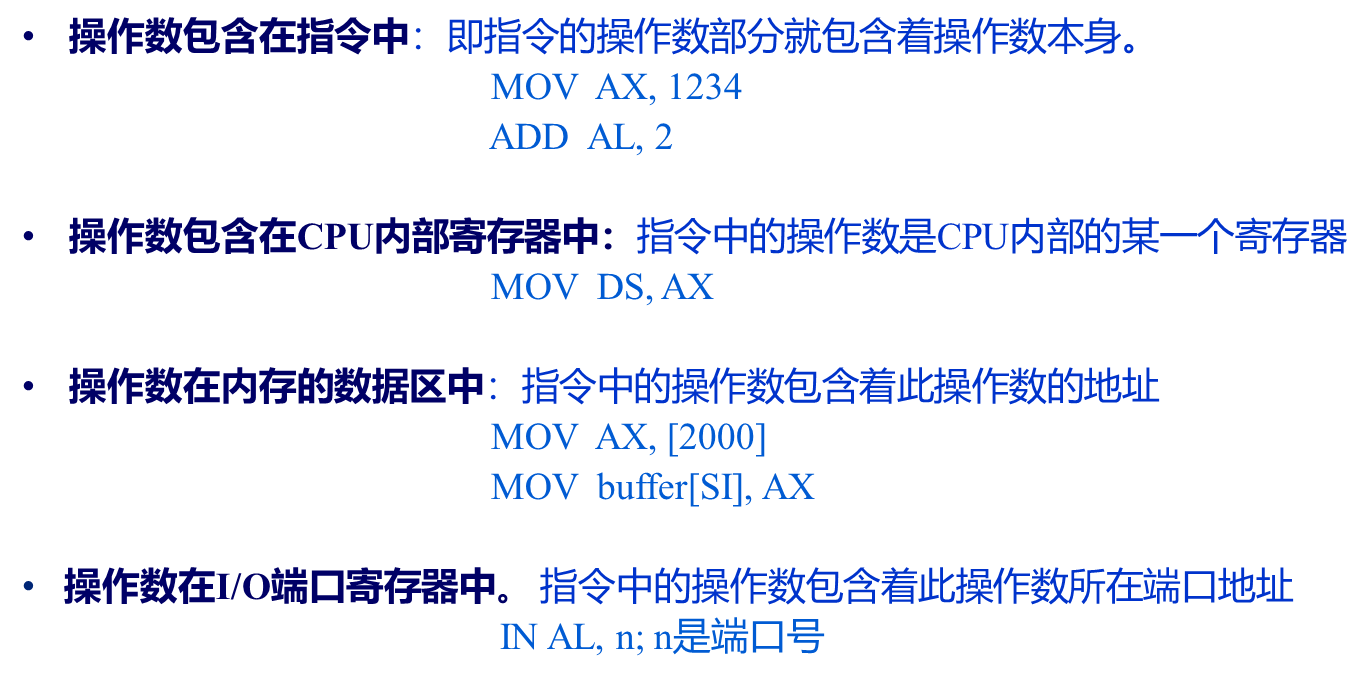 • 操作数包含在指令中：即指令的操作数部分就包含着操作数本身。
MOV AX, 1234
ADD AL, 2
• 操作数包含在CPU内部寄存器中：指令中的操作数是CPU内部的某一个寄存器
MOV DS, AX
• 操作数在内存的数据区中：指令中的操作数包含着此操作数的地址
MOV AX, [2000]
MOV buffer[SI], AX
• 操作数在I/O端口寄存器中。指令中的操作数包含着此操作数所在端口地址
IN AL, n; n是端口号